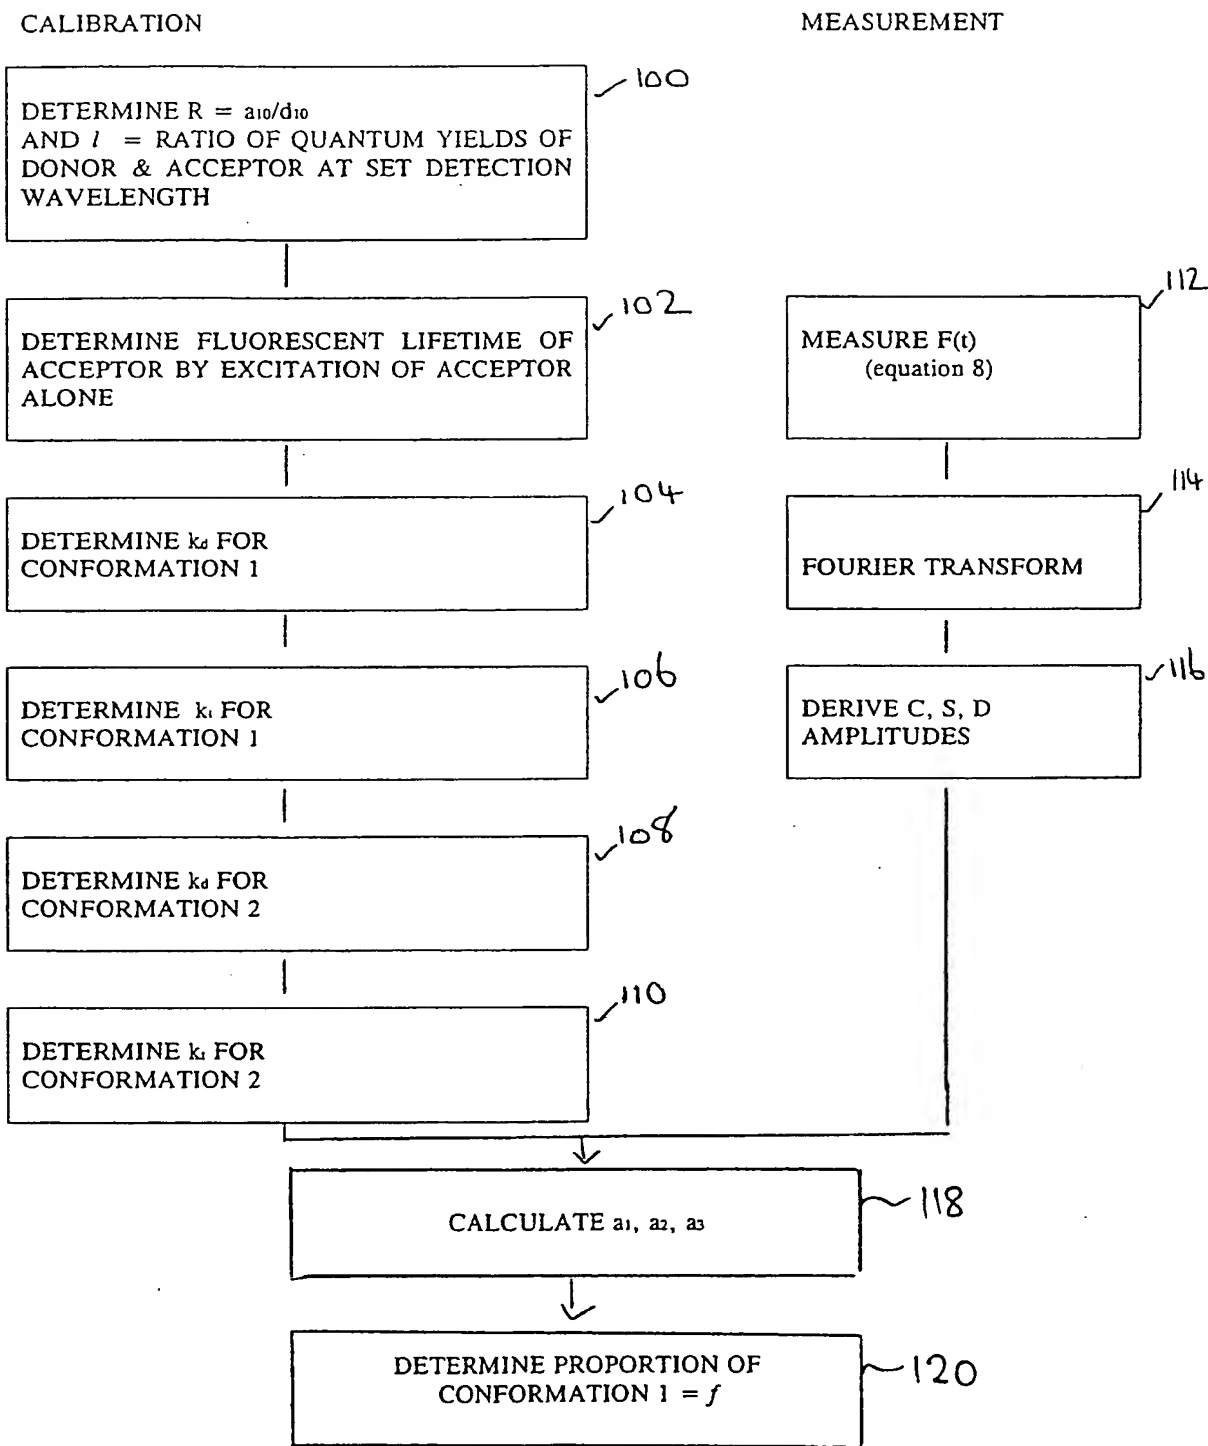 CALIBRATION
100
DETERMINE R = a10/d10
AND l = RATIO OF QUANTUM YIELDS OF
DONOR & ACCEPTOR AT SET DETECTION
WAVELENGTH
102
DETERMINE FLUORESCENT LIFETIME OF
ACCEPTOR BY EXCITATION OF ACCEPTOR
ALONE
104
DETERMINE kd FOR
CONFORMATION 1
106
DETERMINE kt FOR
CONFORMATION 1
108
DETERMINE kd FOR
CONFORMATION 2
110
DETERMINE kt FOR
CONFORMATION 2
MEASUREMENT
112
MEASURE F(t)
(equation 8)
114
FOURIER TRANSFORM
116
DERIVE C, S, D
AMPLITUDES
CALCULATE a1, a2, a3
118
DETERMINE PROPORTION OF
CONFORMATION 1 = f
120